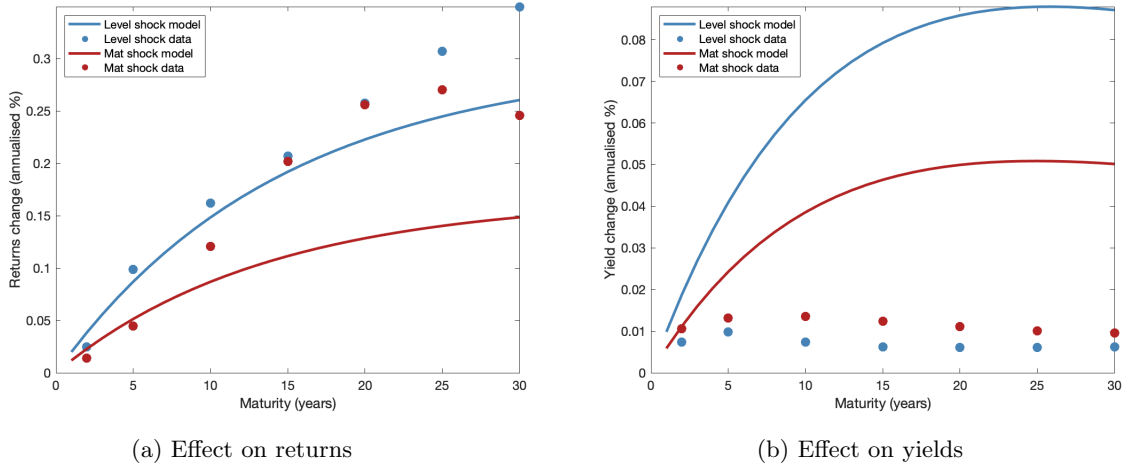 Level shock model
Level shock data
Mat shock model
Mat shock data
Returns change (annualised %)
0.3
0.25
0.2
0.15
0.1
0.05
0
0 5 10 15 20 25 30
Maturity (years)
(a) Effect on returns
Level shock model
Level shock data
Mat shock model
Mat shock data
Yield change (annualised %)
0.08
0.07
0.06
0.05
0.04
0.03
0.02
0.01
0
0 5 10 15 20 25 30
Maturity (years)
(b) Effect on yields